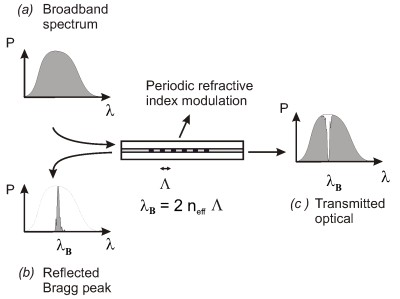 (a) Broadband
spectrum
P
λ
Periodic refractive
index modulation
P
λ
λB
Λ
λB = 2 neff Λ
(c) Transmitted
optical
P
λB
λ
(b) Reflected
Bragg peak